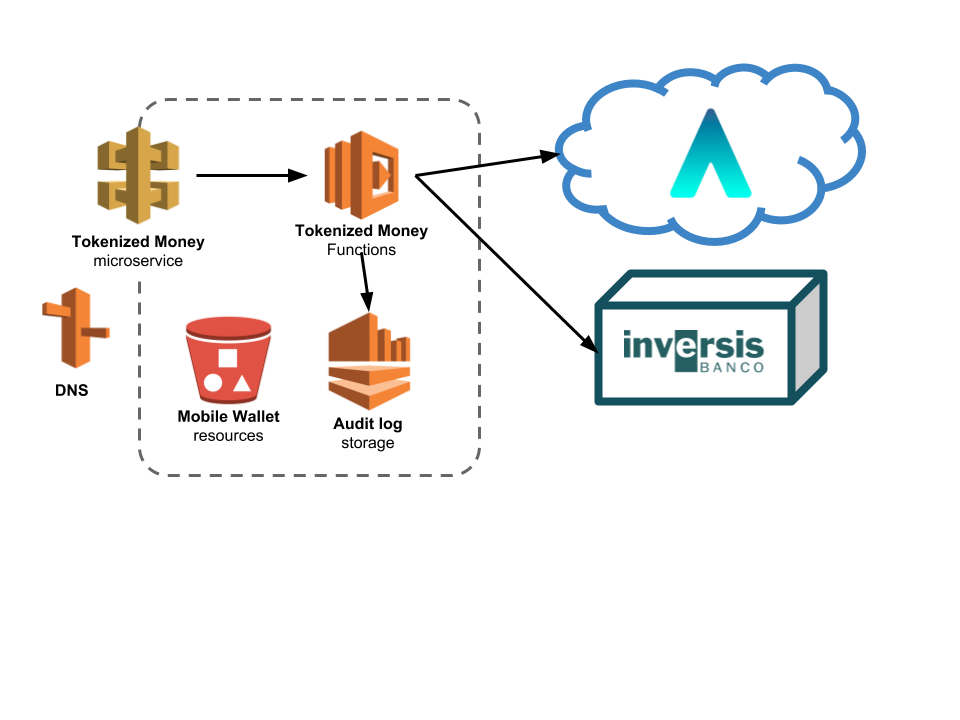 Tokenized Money
microservice
Tokenized Money
Functions
DNS
Mobile Wallet
resources
Audit log
storage
inversis
BANCO